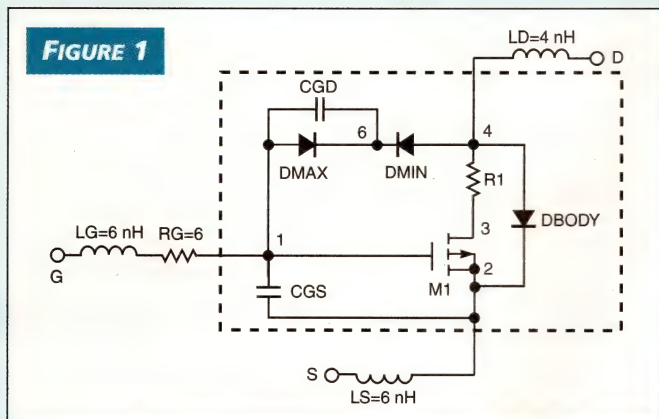 FIGURE 1
LD=4 nH
D
CGD
6
4
DMAX
DMIN
R1
LG=6 nH
RG=6
1
3
DBODY
G
2
M1
CGS
S
LS=6 nH